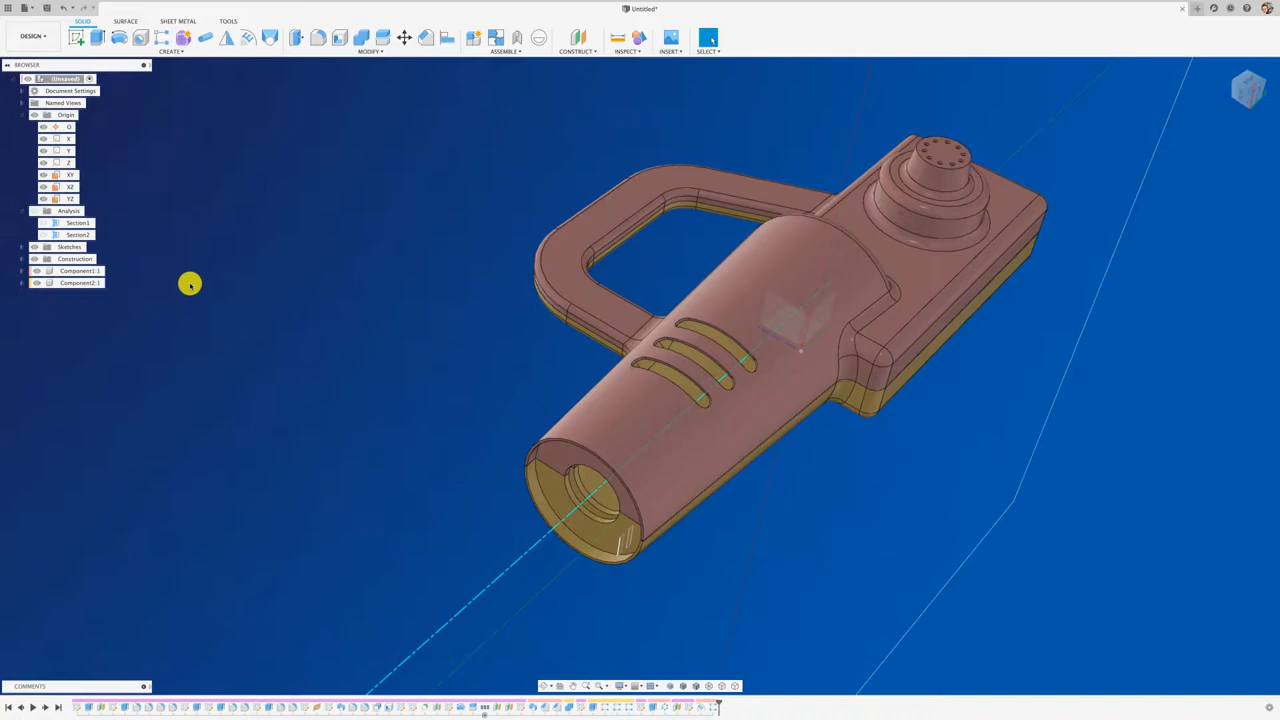 Untitled*
DESIGN
SOLID SURFACE SHEET METAL TOOLS
CREATE MODIFY ASSEMBLE CONSTRUCT INSPECT INSERT SELECT
BROWSER
(Unsaved)
Document Settings
Named Views
Origin
O
X
Y
Z
XY
XZ
YZ
Analysis
Section1
Section2
Sketches
Construction
Component1:1
Component2:1
COMMENTS